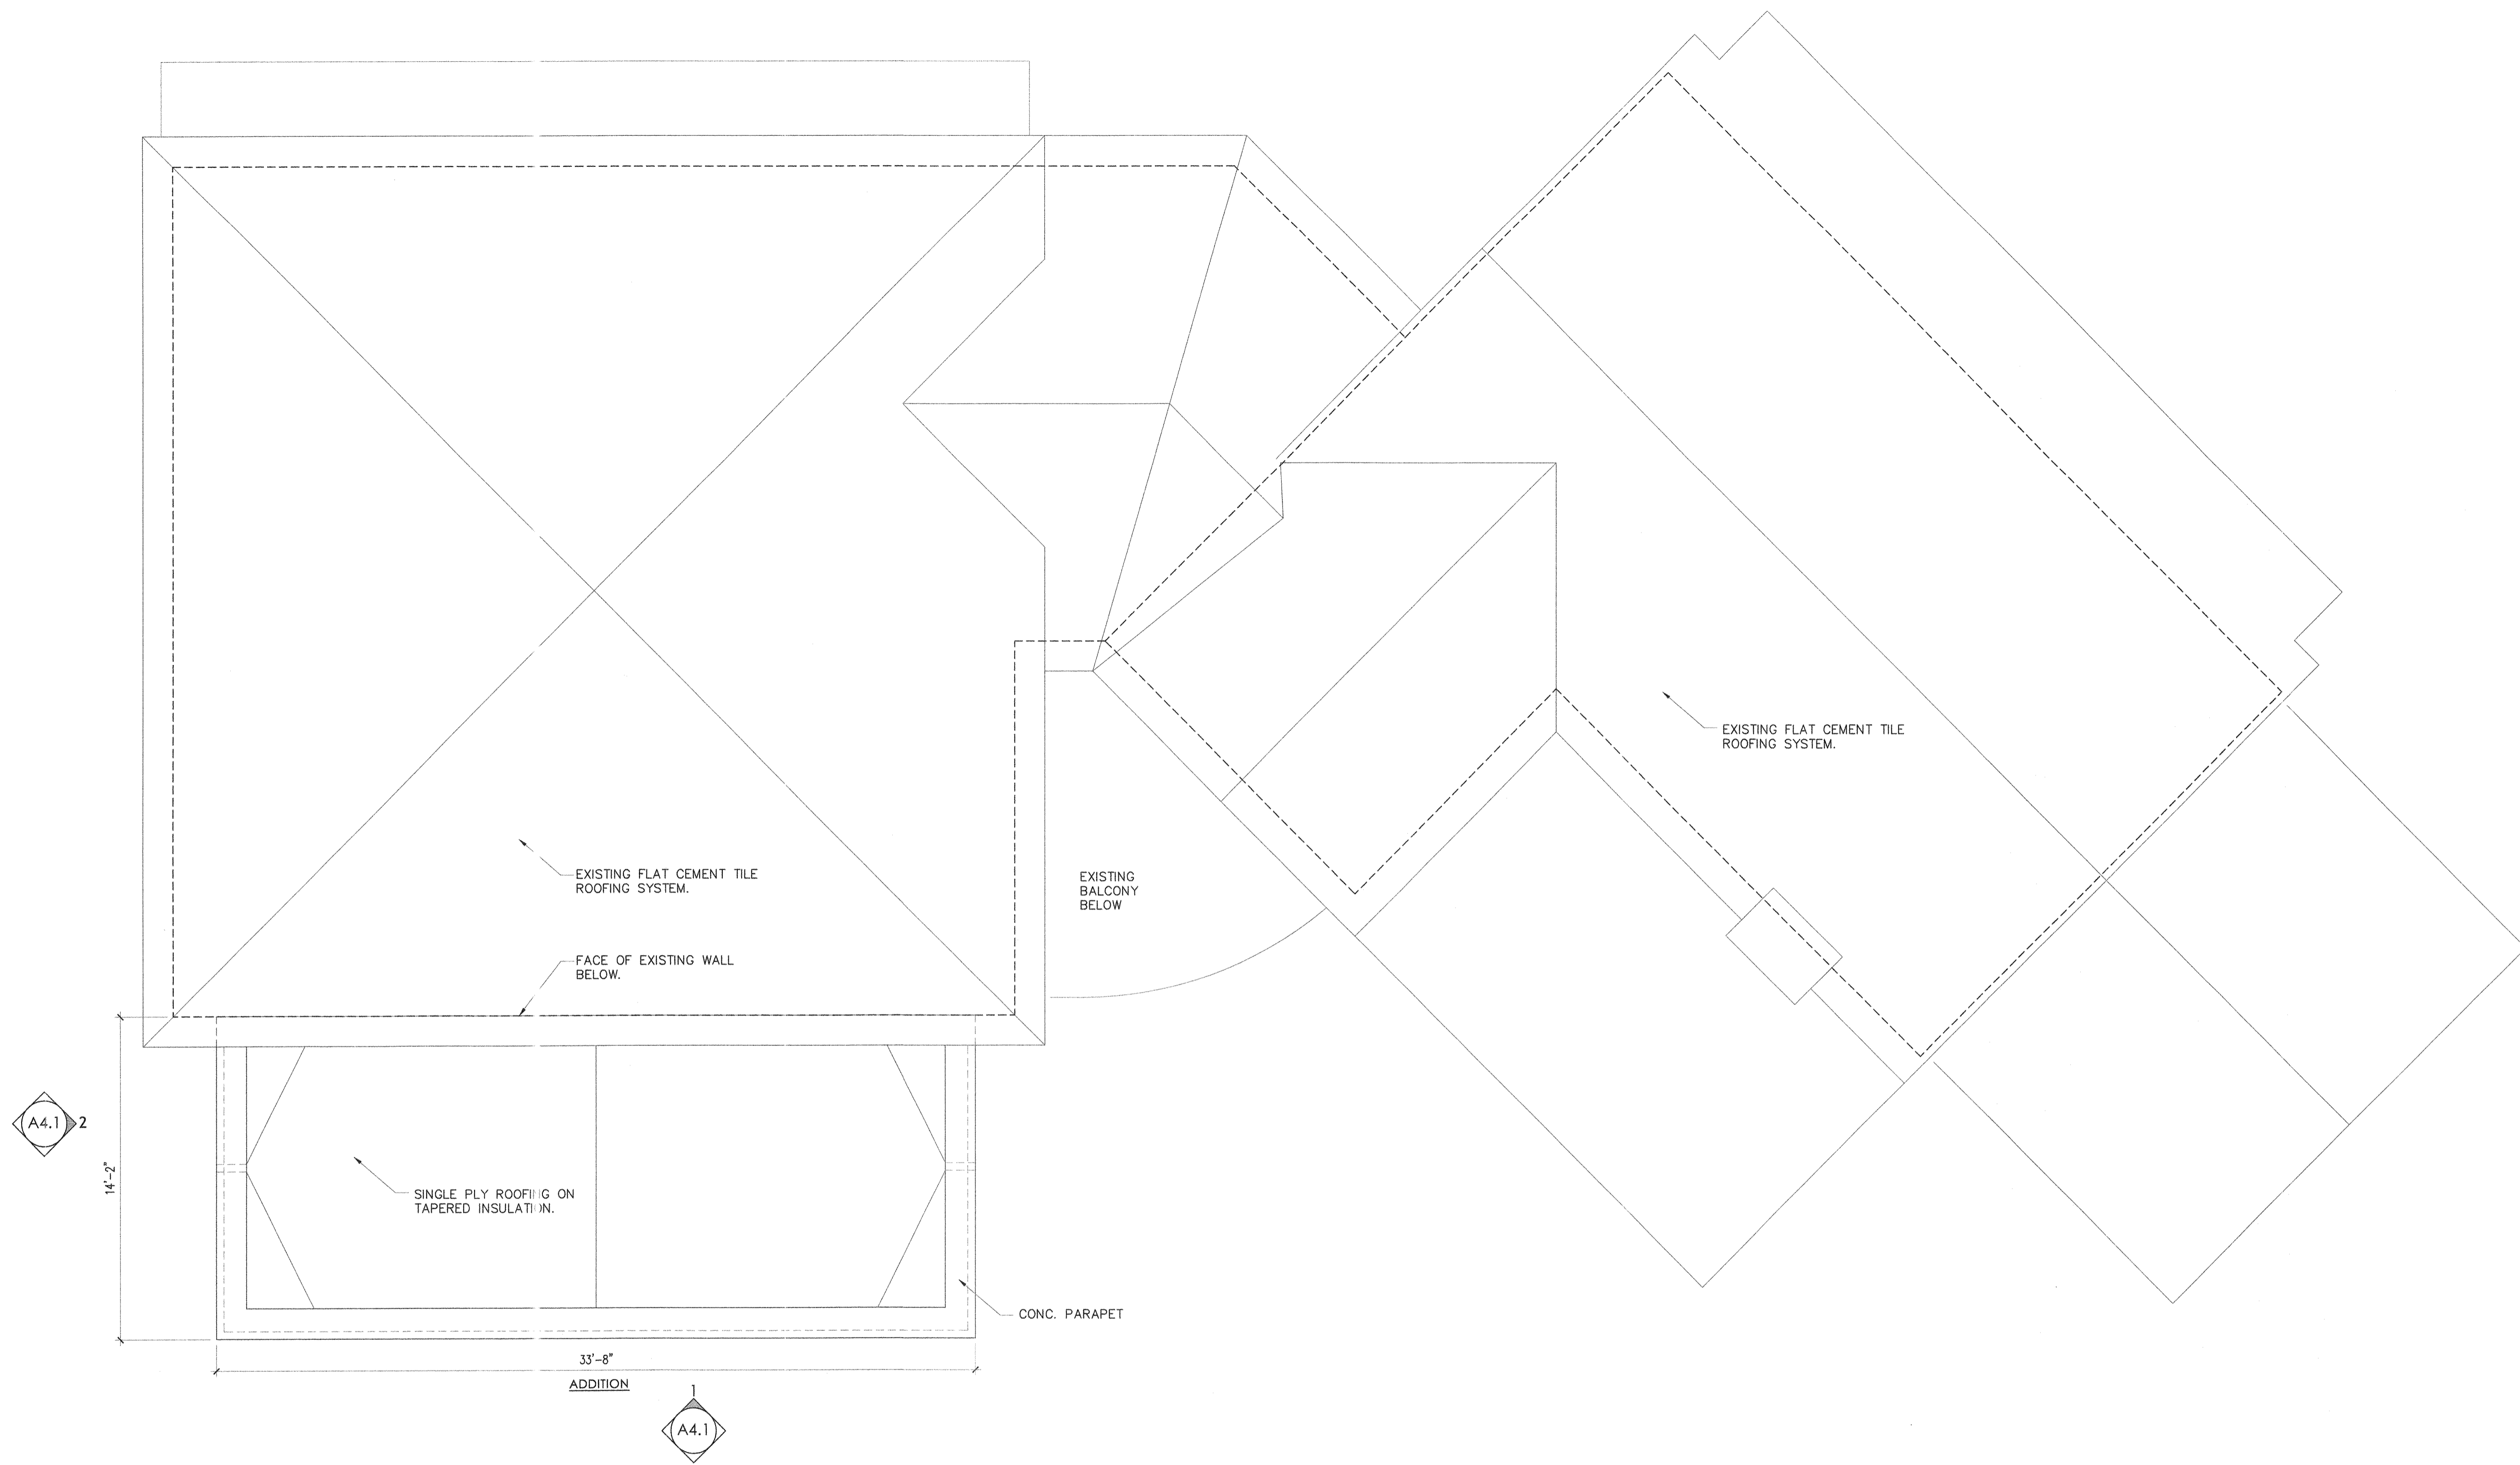 EXISTING FLAT CEMENT TILE
ROOFING SYSTEM.
EXISTING FLAT CEMENT TILE
ROOFING SYSTEM.
EXISTING
BALCONY
BELOW
FACE OF EXISTING WALL
BELOW.
A4.1 2
14'-2"
SINGLE PLY ROOFING ON
TAPERED INSULATION.
CONC. PARAPET
33'-8"
ADDITION
1
A4.1